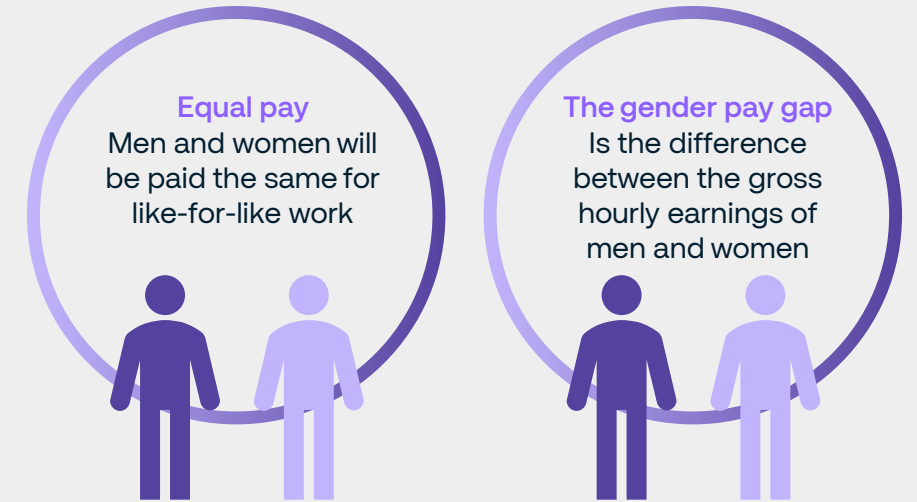 Equal pay
Men and women will
be paid the same for
like-for-like work
The gender pay gap
Is the difference
between the gross
hourly earnings of
men and women